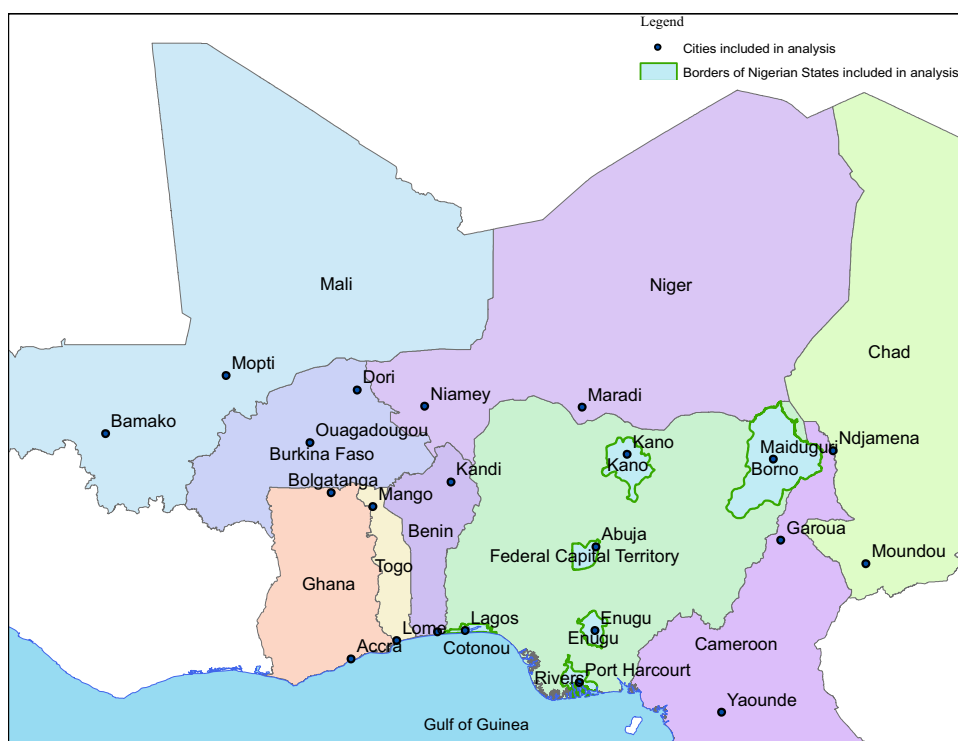 Legend
Cities included in analysis
Borders of Nigerian States included in analysis
Mali
Niger
Chad
Mopti
Dori
Niamey
Maradi
Bamako
Ouagadougou
Burkina Faso
Kano
Kano
Maiduguri
Ndjamena
Borno
Bolgatanga
Kandi
Mango
Benin
Abuja
Federal Capital Territory
Garoua
Moundou
Togo
Ghana
Lome
Lagos
Cotonou
Enugu
Enugu
Cameroon
Accra
Rivers
Port Harcourt
Yaounde
Gulf of Guinea